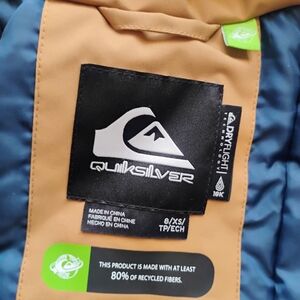 QUIKSILVER
DRYFLIGHT
TECHNOLOGY
10K
MADE IN CHINA
FABRIQUÉ EN CHINE
HECHO EN CHINA
8/XS/
TP/ECH
THIS PRODUCT IS MADE WITH AT LEAST
80% OF RECYCLED FIBERS.